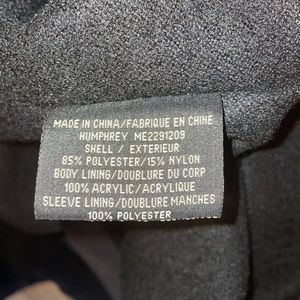 MADE IN CHINA/FABRIQUE EN CHINE
HUMPHREY ME2291209
SHELL / EXTERIEUR
85% POLYESTER/15% NYLON
BODY LINING/DOUBLURE DU CORP
100% ACRYLIC/ACRYLIQUE
SLEEVE LINING/DOUBLURE MANCHES
100% POLYESTER